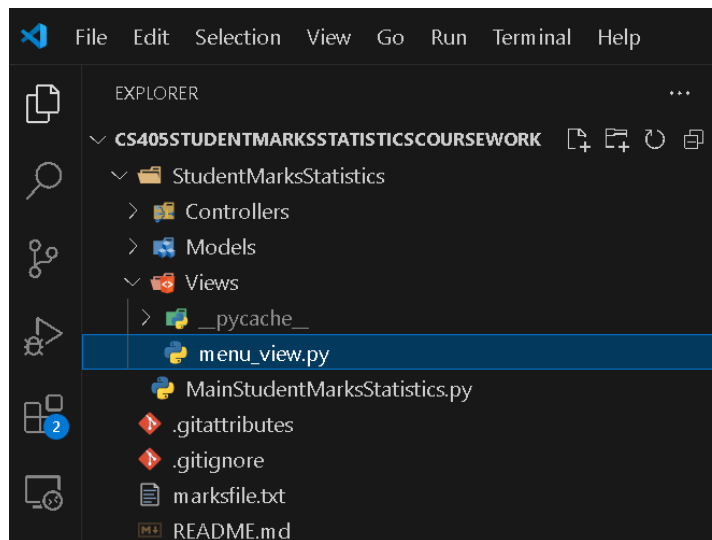 File Edit Selection View Go Run Terminal Help
EXPLORER
CS405STUDENTMARKSSTATISTICSCOURSEWORK
StudentMarksStatistics
Controllers
Models
Views
__pycache__
menu_view.py
MainStudentMarksStatistics.py
.gitattributes
.gitignore
2
marksfile.txt
M↓ README.md